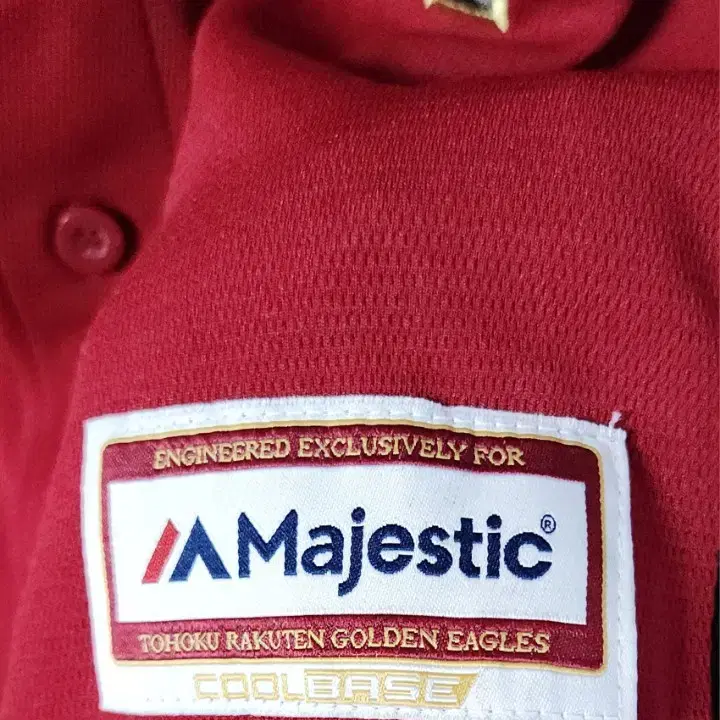 ENGINEERED EXCLUSIVELY FOR
Majestic®
TOHOKU RAKUTEN GOLDEN EAGLES
COOLBASE